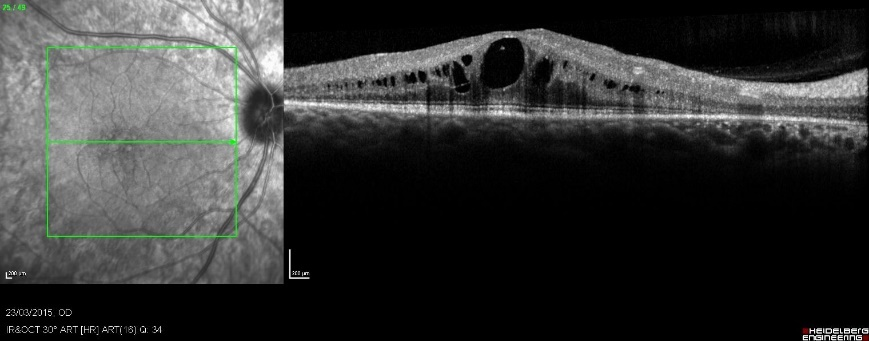 25 / 49
200 µm
200 µm
23/03/2015, OD
IR&OCT 30° ART [HR] ART(16) Q: 34
HEIDELBERG
ENGINEERING